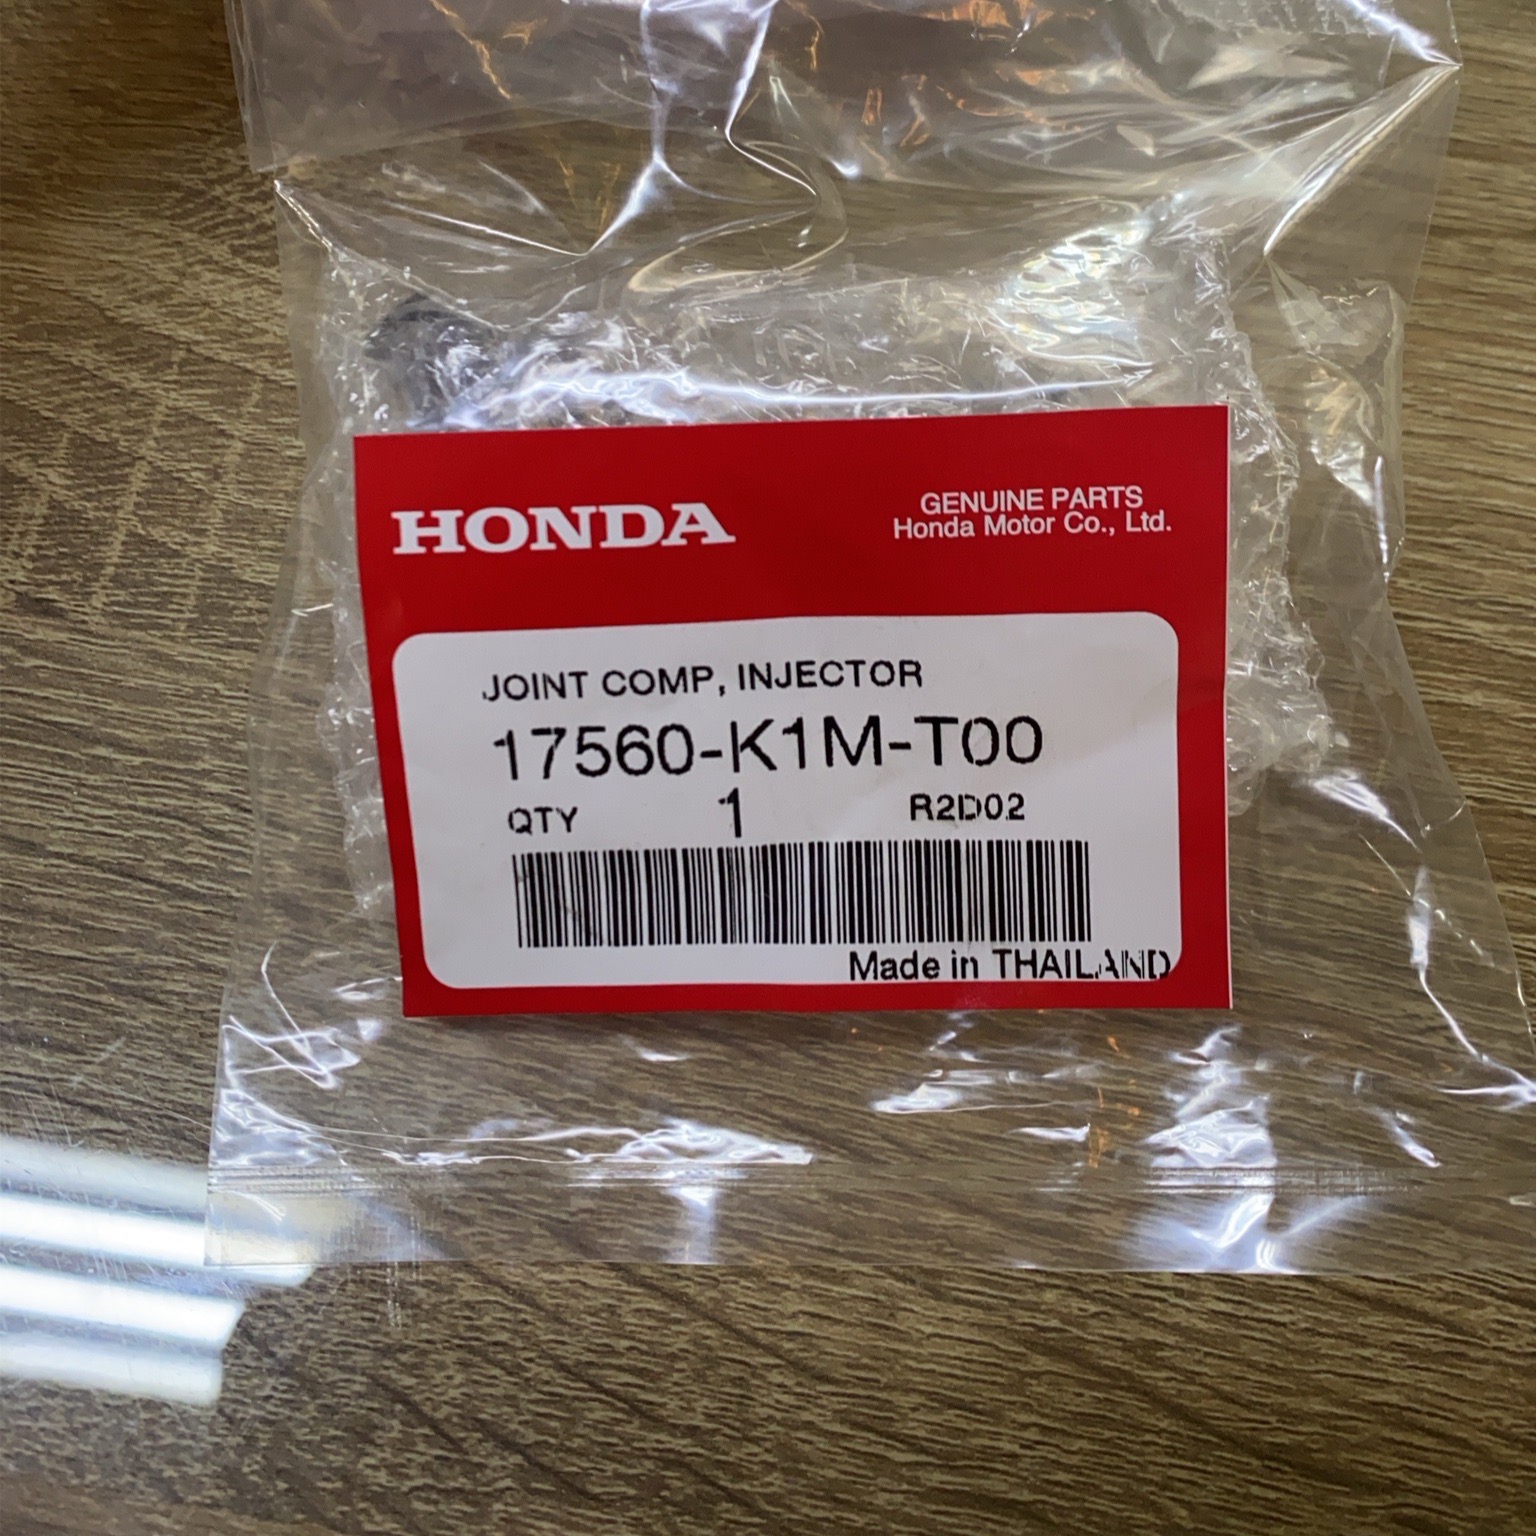 HONDA
GENUINE PARTS
Honda Motor Co., Ltd.
JOINT COMP, INJECTOR
17560-K1M-T00
QTY 1 R2D02
Made in THAILAND